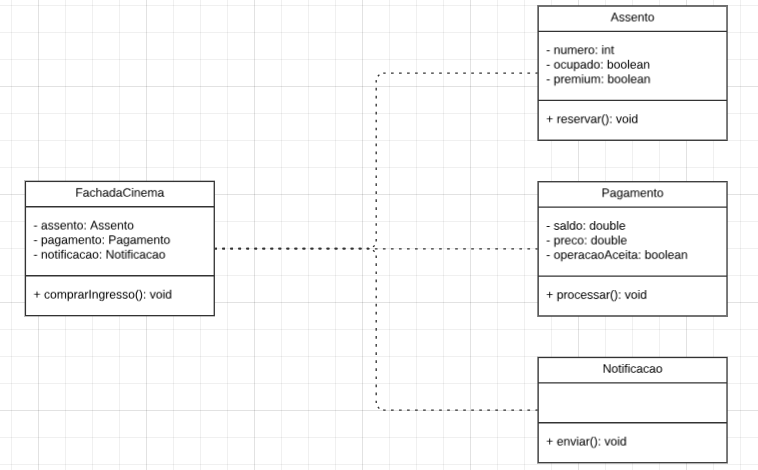 Assento
- numero: int
- ocupado: boolean
- premium: boolean
+ reservar(): void
FachadaCinema
- assento: Assento
- pagamento: Pagamento
- notificacao: Notificacao
+ comprarIngresso(): void
Pagamento
- saldo: double
- preco: double
- operacaoAceita: boolean
+ processar(): void
Notificacao
+ enviar(): void